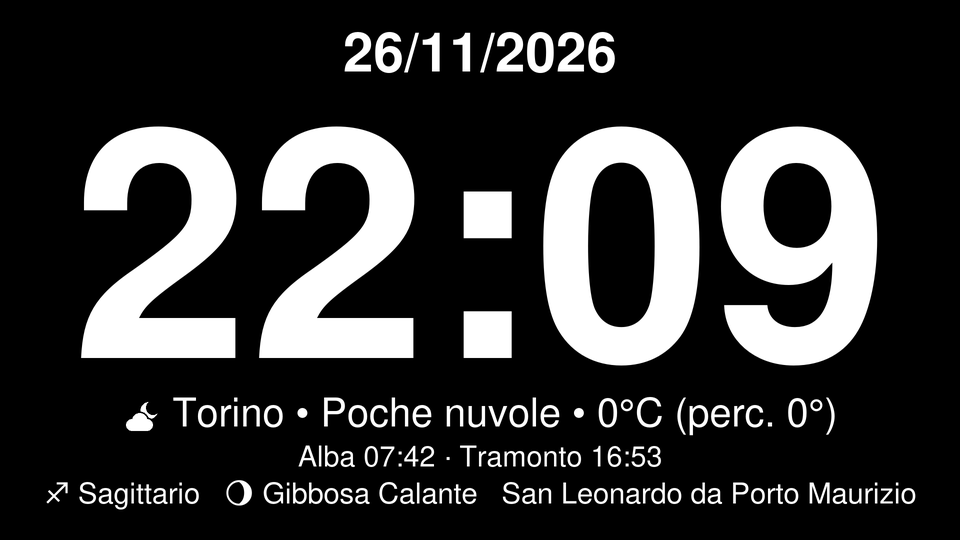 26/11/2026
22:09
Torino • Poche nuvole • 0°C (perc. 0°)
Alba 07:42 · Tramonto 16:53
♐ Sagittario 🌖 Gibbosa Calante San Leonardo da Porto Maurizio